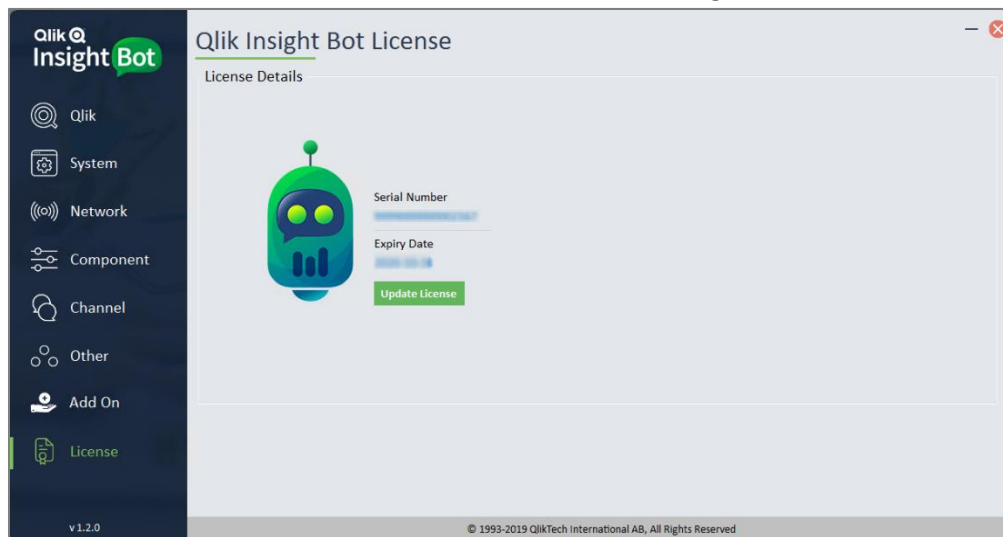 Qlik
Insight Bot
Qlik
System
Network
Component
Channel
Other
Add On
License
v 1.2.0
Qlik Insight Bot License
License Details
Serial Number
Expiry Date
Update License
© 1993-2019 QlikTech International AB, All Rights Reserved